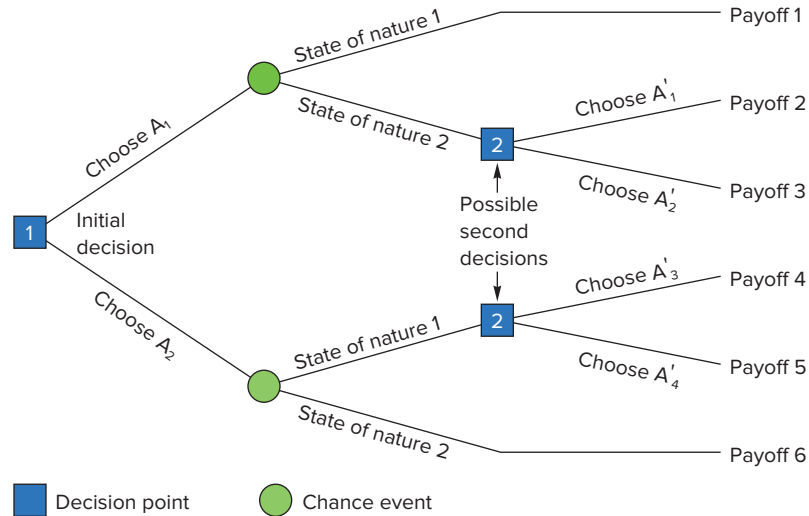 State of nature 1
Payoff 1
Choose A₁
State of nature 2
2
Choose A'₁
Payoff 2
Choose A'₂
Payoff 3
1
Initial
decision
Possible
second
decisions
Choose A₂
State of nature 1
2
Choose A'₃
Payoff 4
Choose A'₄
Payoff 5
State of nature 2
Payoff 6
Decision point
Chance event